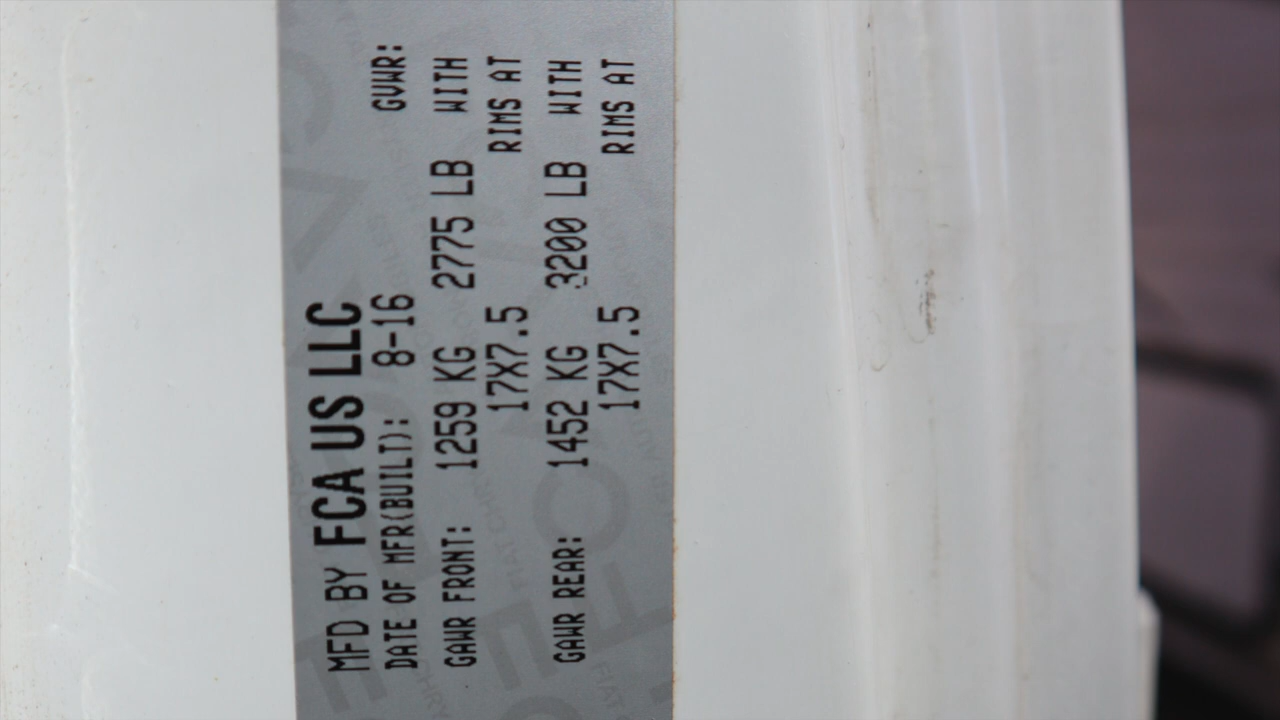 MFD BY FCA US LLC
DATE OF MFR(BUILT): 8-16 GVWR:
GAWR FRONT: 1259 KG 2775 LB WITH
17X7.5 RIMS AT
GAWR REAR: 1452 KG 3200 LB WITH
17X7.5 RIMS AT